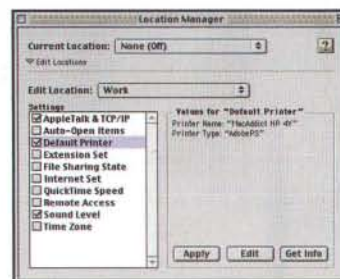 Location Manager
Current Location: None (Off)
?
Edit Locations
Edit Location: Work
Settings
AppleTalk & TCP/IP
Auto-Open Items
Default Printer
Extension Set
File Sharing State
Internet Set
QuickTime Speed
Remote Access
Sound Level
Time Zone
Values for "Default Printer"
Printer Name: "MacAddict HP 4V"
Printer Type: "AdobePS"
Apply
Edit
Get Info